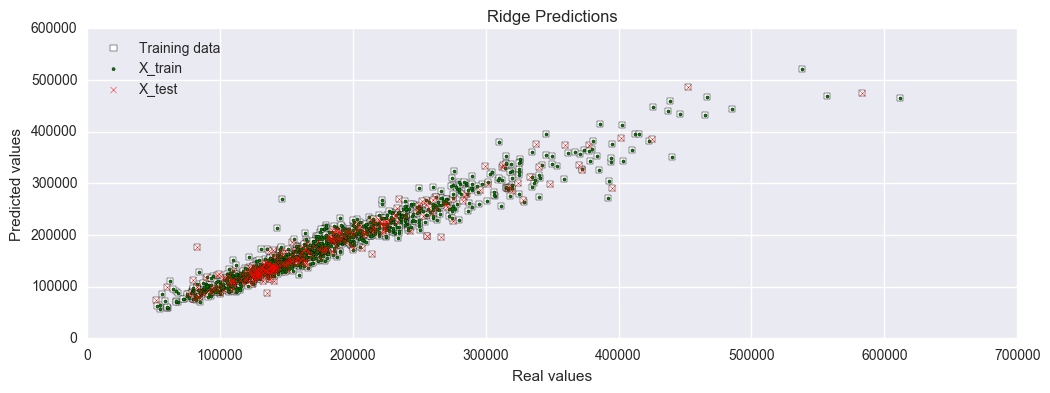 Ridge Predictions
600000
500000
400000
300000
200000
100000
0
Predicted values
Training data
X_train
X_test
0 100000 200000 300000 400000 500000 600000 700000
Real values